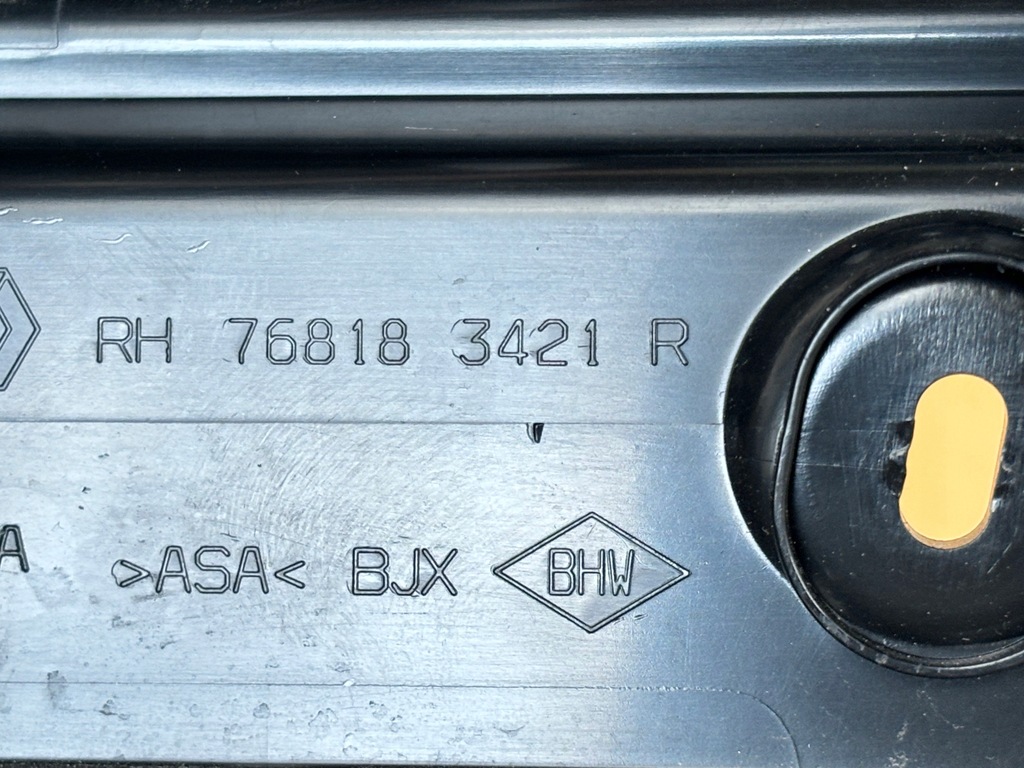 RH 76818 3421 R
A >ASA< BJX BHW